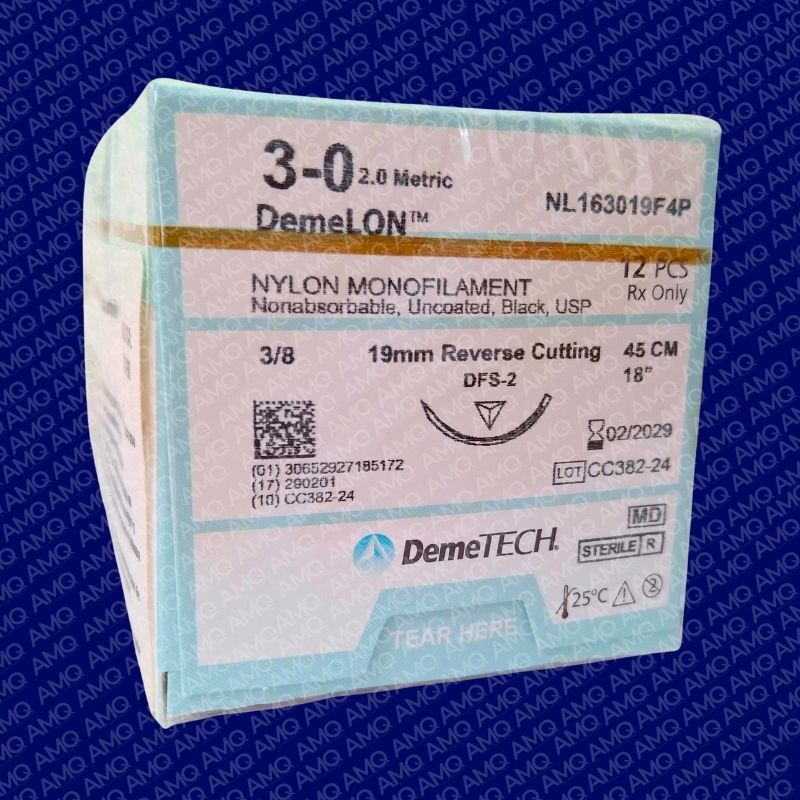 3-0 2.0 Metric
NL163019F4P
DemeLON™
12 PCS
Rx Only
NYLON MONOFILAMENT
Nonabsorbable, Uncoated, Black, USP
3/8
19mm Reverse Cutting
45 CM
DFS-2
18"
02/2029
(01) 30652927185172
(17) 290201
(10) CC382-24
LOT CC382-24
MD
DemeTECH®
STERILE R
25°C
2
TEAR HERE
AMQ